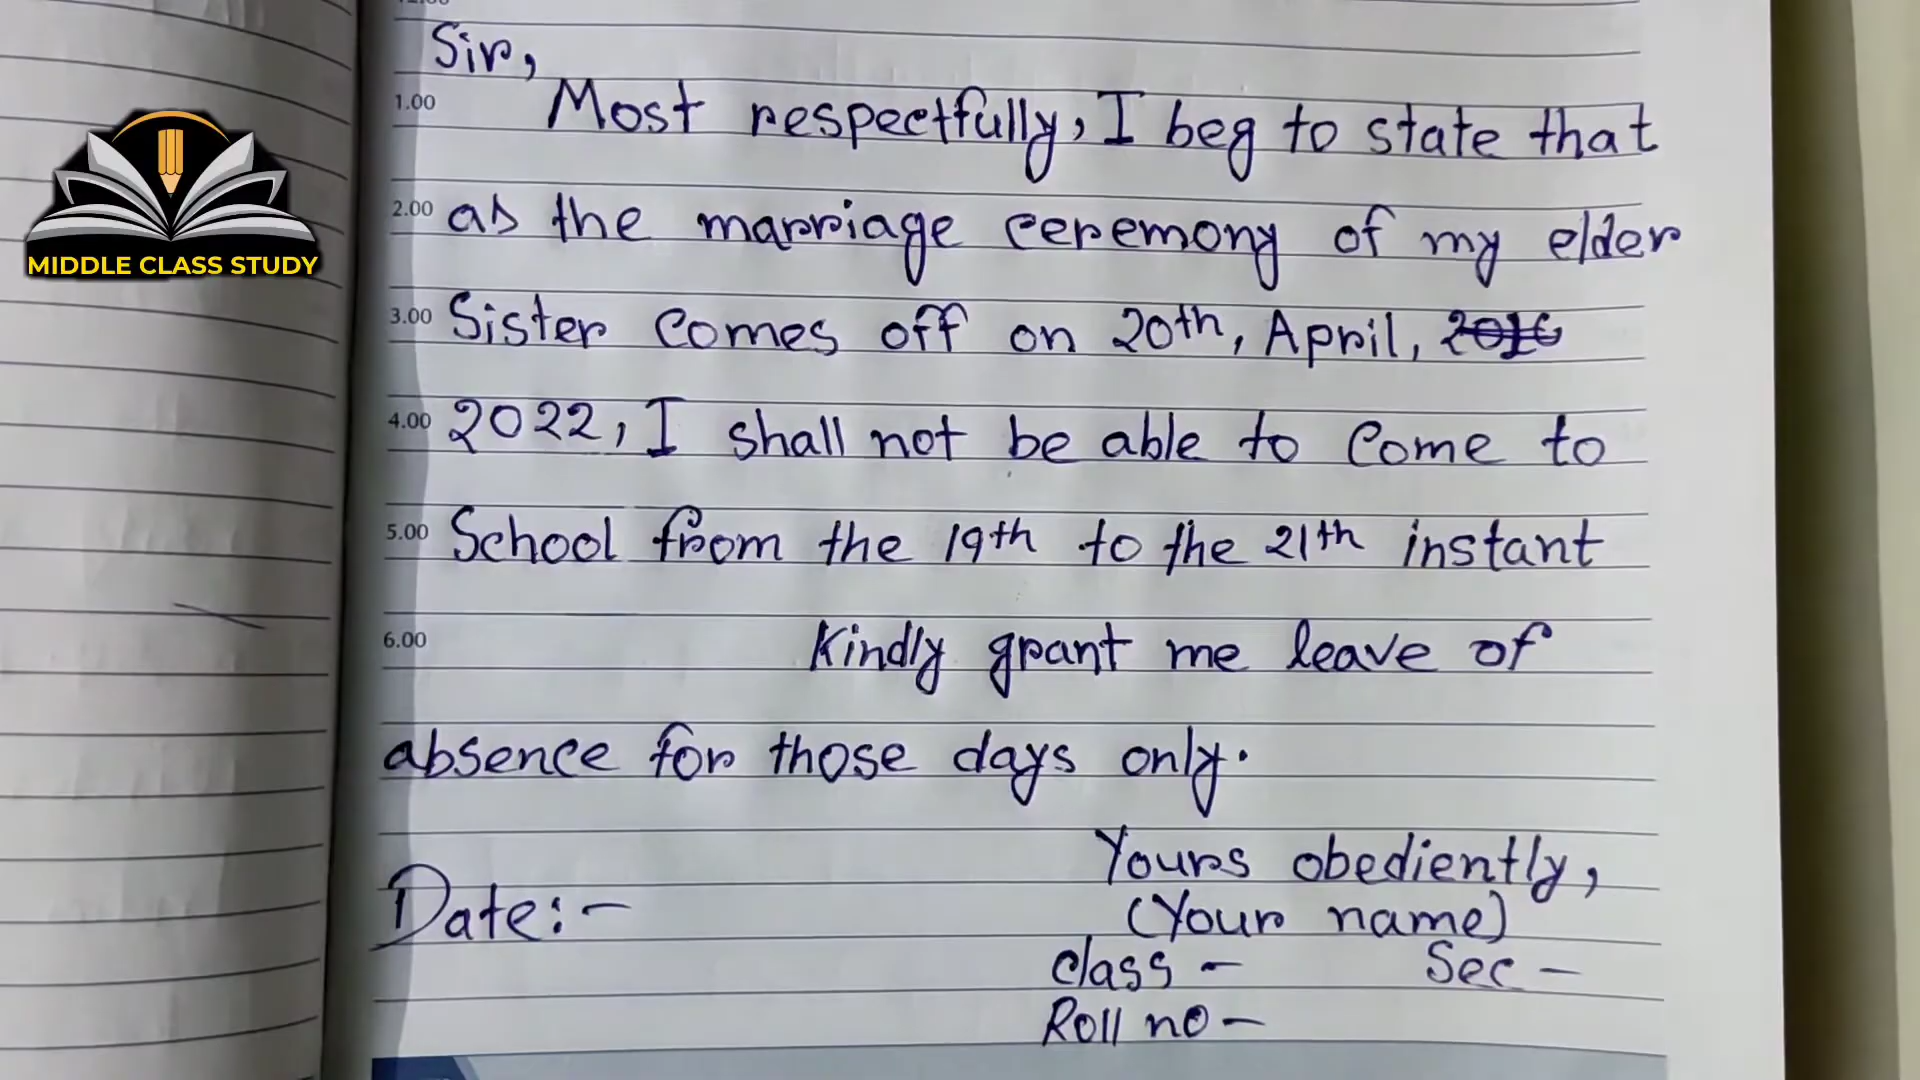 Sir,
1.00 Most respectfully, I beg to state that
2.00 as the marriage ceremony of my elder
3.00 Sister comes off on 20th, April,
4.00 2022, I shall not be able to come to
5.00 School from the 19th to the 21th instant
6.00 Kindly grant me leave of
absence for those days only.
Yours obediently,
Date:-
(Your name)
class - Sec -
Roll no -
MIDDLE CLASS STUDY